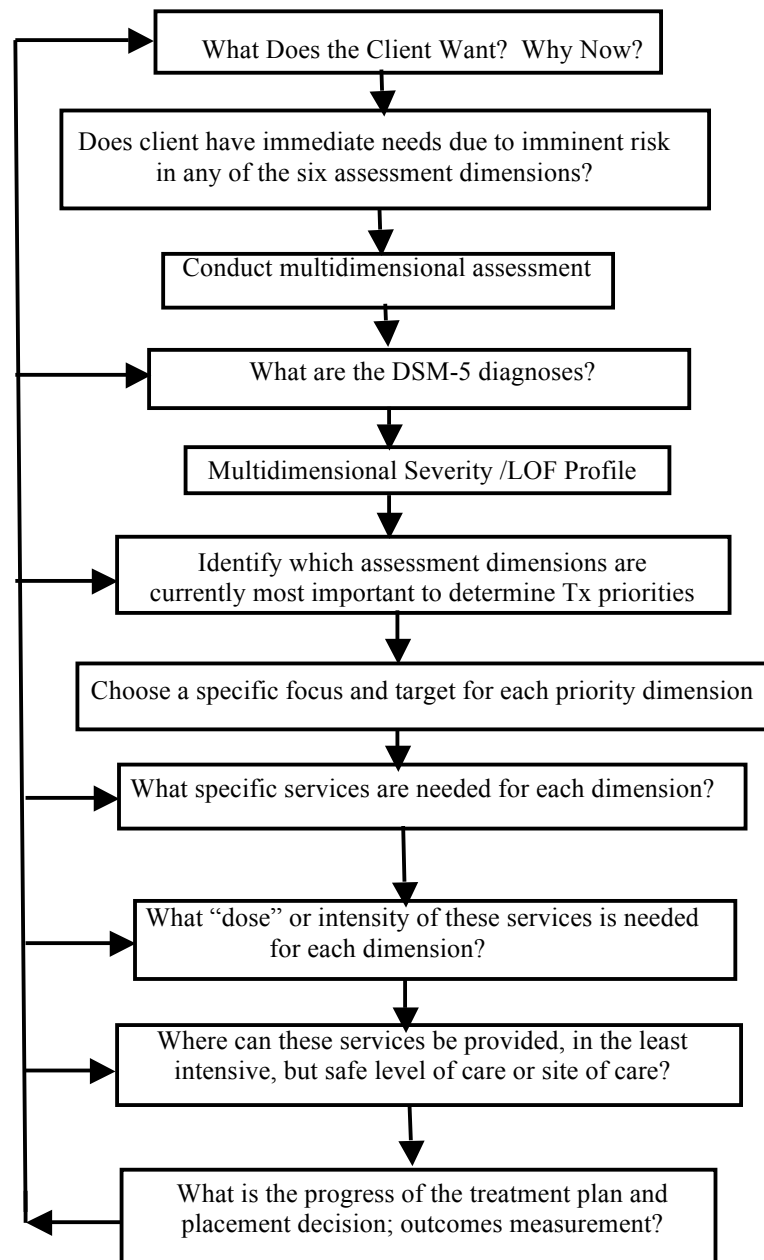 What Does the Client Want?  Why Now?
Does client have immediate needs due to imminent risk
in any of the six assessment dimensions?
Conduct multidimensional assessment
What are the DSM-5 diagnoses?
Multidimensional Severity /LOF Profile
Identify which assessment dimensions are
currently most important to determine Tx priorities
Choose a specific focus and target for each priority dimension
What specific services are needed for each dimension?
What “dose” or intensity of these services is needed
for each dimension?
Where can these services be provided, in the least
intensive, but safe level of care or site of care?
What is the progress of the treatment plan and
placement decision; outcomes measurement?